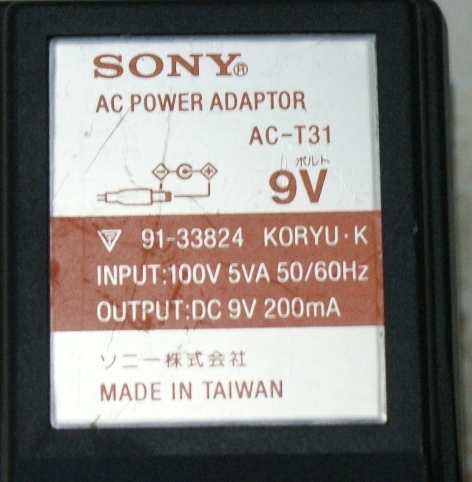 SONY®
AC POWER ADAPTOR
AC-T31
ボルト
9V
91-33824 KORYU·K
INPUT:100V 5VA 50/60Hz
OUTPUT:DC 9V 200mA
ソニー株式会社
MADE IN TAIWAN